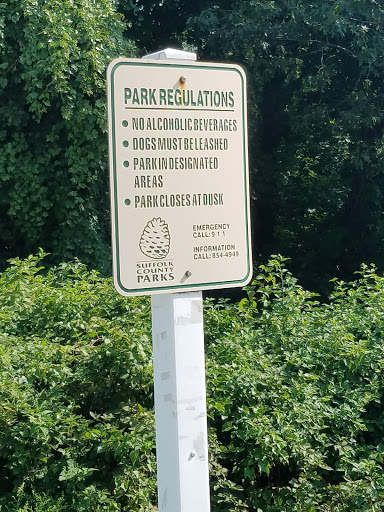 PARK REGULATIONS
• NO ALCOHOLIC BEVERAGES
• DOGS MUST BE LEASHED
• PARK IN DESIGNATED
AREAS
• PARK CLOSES AT DUSK
EMERGENCY
CALL: 9 1 1
INFORMATION
CALL: 854-4949
SUFFOLK
COUNTY
PARKS